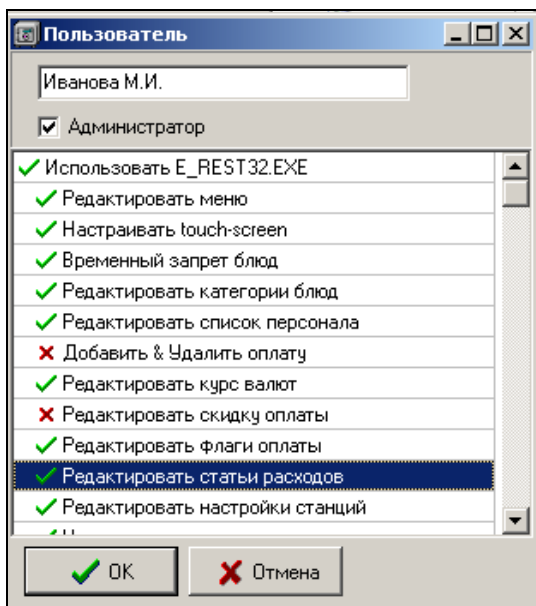 Пользователь
Иванова М.И.
Администратор
Использовать E_REST32.EXE
Редактировать меню
Настраивать touch-screen
Временный запрет блюд
Редактировать категории блюд
Редактировать список персонала
Добавить & Удалить оплату
Редактировать курс валют
Редактировать скидку оплаты
Редактировать флаги оплаты
Редактировать статьи расходов
Редактировать настройки станций
OK
Отмена